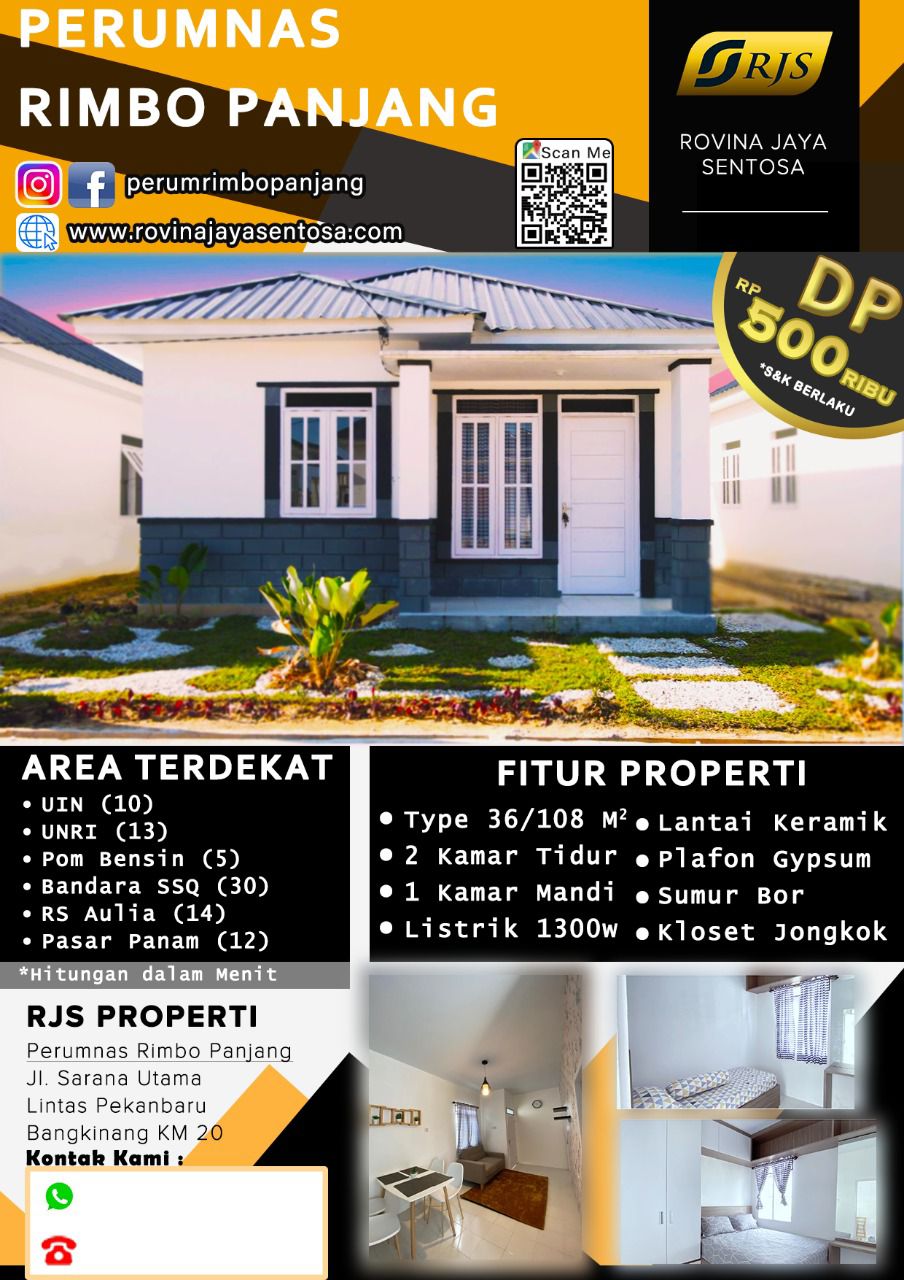 PERUMNAS
RIMBO PANJANG
perumrimbopanjang
www.rovinajayasentosa.com
Scan Me
RJS
ROVINA JAYA
SENTOSA
DP
RP
500 RIBU
*S&K BERLAKU
AREA TERDEKAT
• UIN (10)
• UNRI (13)
• Pom Bensin (5)
• Bandara SSQ (30)
• RS Aulia (14)
• Pasar Panam (12)
*Hitungan dalam Menit
FITUR PROPERTI
• Type 36/108 M²
• 2 Kamar Tidur
• 1 Kamar Mandi
• Listrik 1300w
• Lantai Keramik
• Plafon Gypsum
• Sumur Bor
• Kloset Jongkok
RJS PROPERTI
Perumnas Rimbo Panjang
Jl. Sarana Utama
Lintas Pekanbaru
Bangkinang KM 20
Kontak Kami :